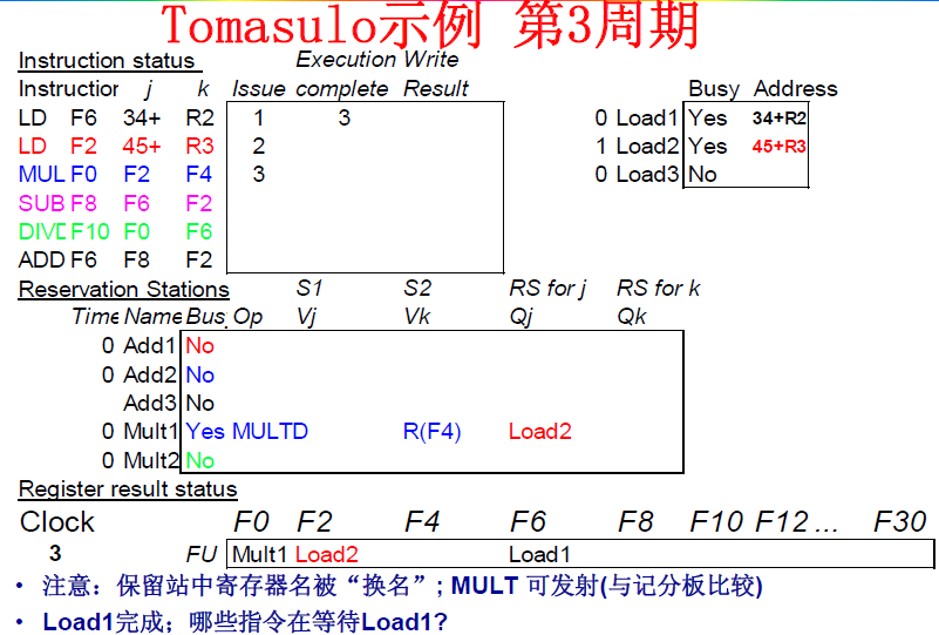 Tomasulo示例 第3周期
Instruction status Execution Write
Instruction j k Issue complete Result Busy Address
LD F6 34+ R2 1 3 0 Load1 Yes 34+R2
LD F2 45+ R3 2 1 Load2 Yes 45+R3
MUL F0 F2 F4 3 0 Load3 No
SUB F8 F6 F2
DIVD F10 F0 F6
ADD F6 F8 F2
Reservation Stations S1 S2 RS for j RS for k
Time Name Bus Op Vj Vk Qj Qk
0 Add1 No
0 Add2 No
Add3 No
0 Mult1 Yes MULTD R(F4) Load2
0 Mult2 No
Register result status
Clock F0 F2 F4 F6 F8 F10 F12 ... F30
3 FU Mult1 Load2 Load1
• 注意：保留站中寄存器名被“换名”; MULT 可发射(与记分板比较)
• Load1完成；哪些指令在等待Load1?